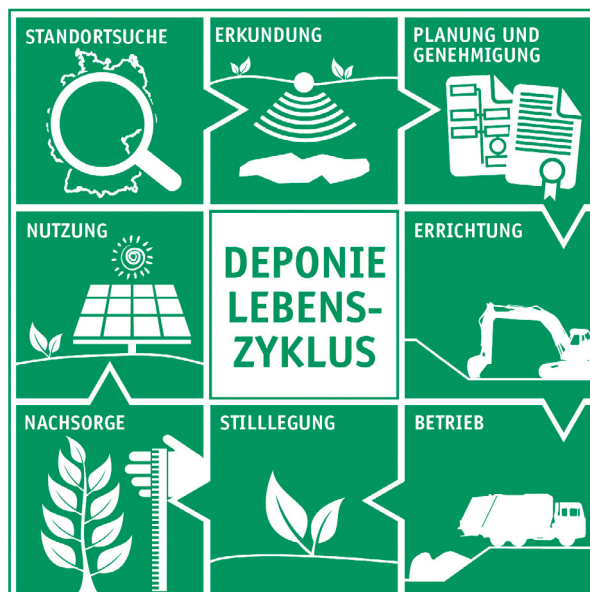 STANDORTSUCHE
ERKUNDUNG
PLANUNG UND
GENEHMIGUNG
NUTZUNG
DEPONIE
LEBENS-
ZYKLUS
ERRICHTUNG
NACHSORGE
STILLLEGUNG
BETRIEB